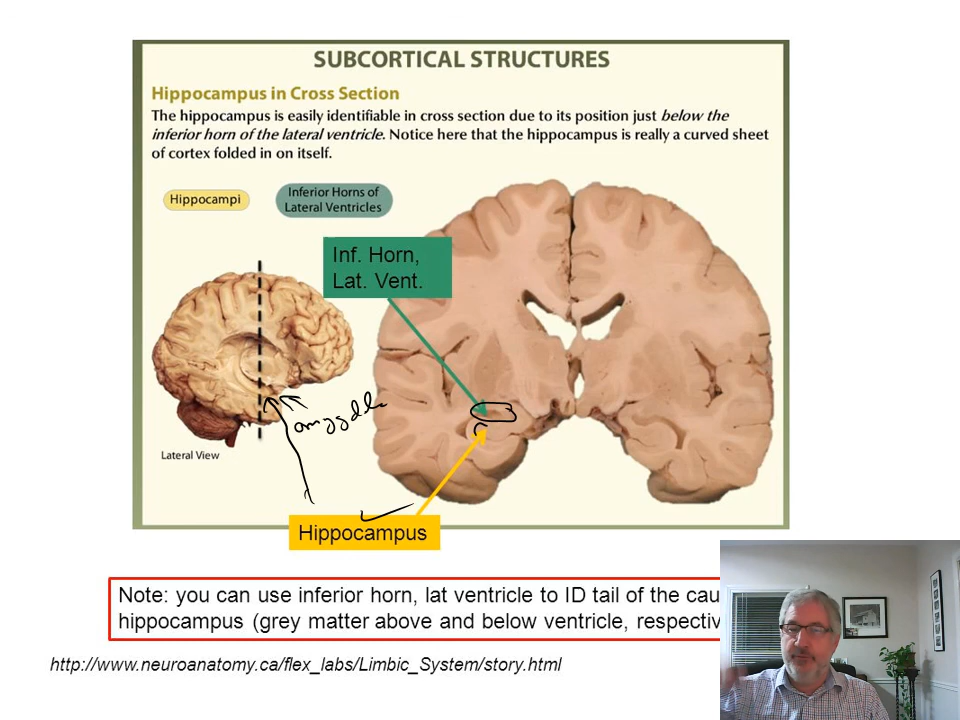 SUBCORTICAL STRUCTURES
Hippocampus in Cross Section
The hippocampus is easily identifiable in cross section due to its position just below the
inferior horn of the lateral ventricle. Notice here that the hippocampus is really a curved sheet
of cortex folded in on itself.
Hippocampi
Inferior Horns of
Lateral Ventricles
Inf. Horn,
Lat. Vent.
Lateral View
Hippocampus
Note: you can use inferior horn, lat ventricle to ID tail of the cau
hippocampus (grey matter above and below ventricle, respectiv
http://www.neuroanatomy.ca/flex_labs/Limbic_System/story.html